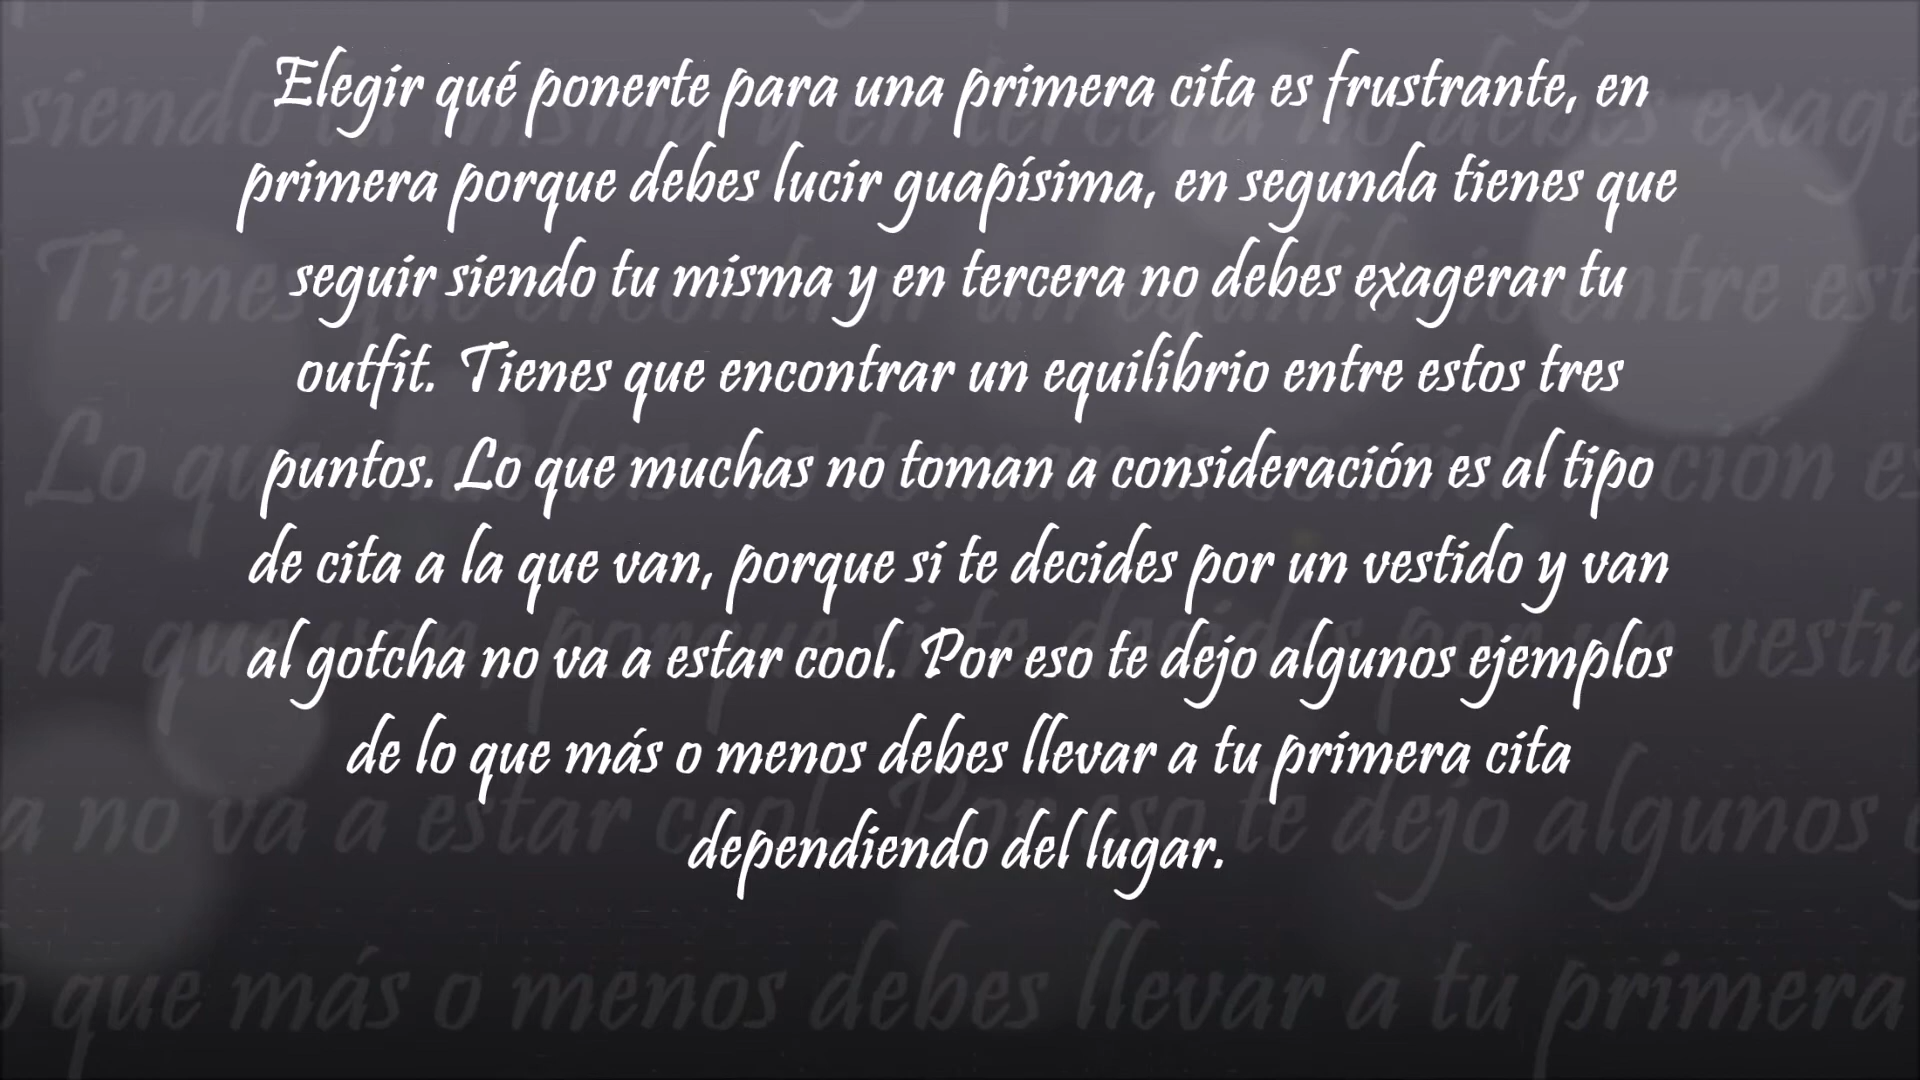 Elegir qué ponerte para una primera cita es frustrante, en
primera porque debes lucir guapísima, en segunda tienes que
seguir siendo tu misma y en tercera no debes exagerar tu
outfit. Tienes que encontrar un equilibrio entre estos tres
puntos. Lo que muchas no toman a consideración es al tipo
de cita a la que van, porque si te decides por un vestido y van
al gotcha no va a estar cool. Por eso te dejo algunos ejemplos
de lo que más o menos debes llevar a tu primera cita
dependiendo del lugar.